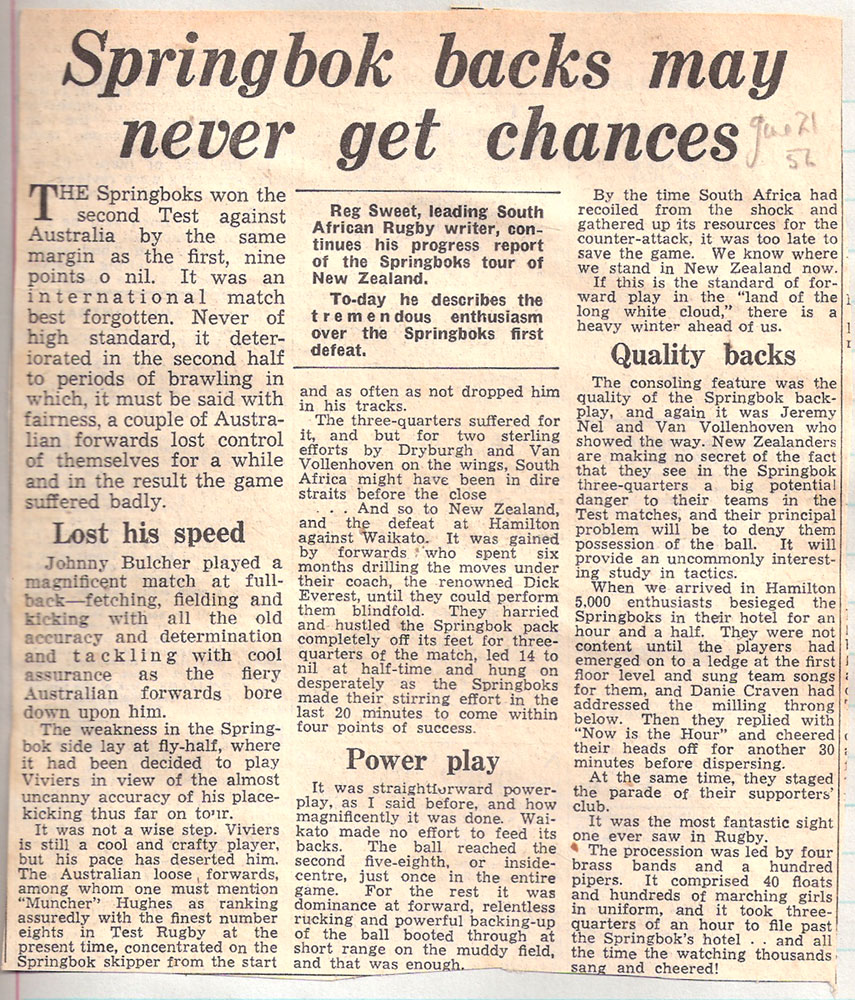 Springbok backs may
never get chances
June 21
56
THE Springboks won the
second Test against
Australia by the same
margin as the first, nine
points o nil. It was an
international match
best forgotten. Never of
high standard, it deter-
iorated in the second half
to periods of brawling in
which, it must be said with
fairness, a couple of Austra-
lian forwards lost control
of themselves for a while
and in the result the game
suffered badly.
Lost his speed
Johnny Bulcher played a
magnificent match at full-
back—fetching, fielding and
kicking with all the old
accuracy and determination
and tackling with cool
assurance as the fiery
Australian forwards bore
down upon him.
The weakness in the Spring-
bok side lay at fly-half, where
it had been decided to play
Viviers in view of the almost
uncanny accuracy of his place-
kicking thus far on tour.
It was not a wise step. Viviers
is still a cool and crafty player,
but his pace has deserted him.
The Australian loose forwards,
among whom one must mention
"Muncher" Hughes as ranking
assuredly with the finest number
eights in Test Rugby at the
present time, concentrated on the
Springbok skipper from the start
Reg Sweet, leading South
African Rugby writer, con-
tinues his progress report
of the Springboks tour of
New Zealand.
To-day he describes the
tremendous enthusiasm
over the Springboks first
defeat.
and as often as not dropped him
in his tracks.
The three-quarters suffered for
it, and but for two sterling
efforts by Dryburgh and Van
Vollenhoven on the wings, South
Africa might have been in dire
straits before the close
. . . And so to New Zealand,
and the defeat at Hamilton
against Waikato. It was gained
by forwards who spent six
months drilling the moves under
their coach, the renowned Dick
Everest, until they could perform
them blindfold. They harried
and hustled the Springbok pack
completely off its feet for three-
quarters of the match, led 14 to
nil at half-time and hung on
desperately as the Springboks
made their stirring effort in the
last 20 minutes to come within
four points of success.
Power play
It was straightforward power-
play, as I said before, and how
magnificently it was done. Wai-
kato made no effort to feed its
backs. The ball reached the
second five-eighth, or inside-
centre, just once in the entire
game. For the rest it was
dominance at forward, relentless
rucking and powerful backing-up
of the ball booted through at
short range on the muddy field,
and that was enough.
By the time South Africa had
recoiled from the shock and
gathered up its resources for the
counter-attack, it was too late to
save the game. We know where
we stand in New Zealand now.
If this is the standard of for-
ward play in the "land of the
long white cloud," there is a
heavy winter ahead of us.
Quality backs
The consoling feature was the
quality of the Springbok back-
play, and again it was Jeremy
Nel and Van Vollenhoven who
showed the way. New Zealanders
are making no secret of the fact
that they see in the Springbok
three-quarters a big potential
danger to their teams in the
Test matches, and their principal
problem will be to deny them
possession of the ball. It will
provide an uncommonly interest-
ing study in tactics.
When we arrived in Hamilton
5,000 enthusiasts besieged the
Springboks in their hotel for an
hour and a half. They were not
content until the players had
emerged on to a ledge at the first
floor level and sung team songs
for them, and Danie Craven had
addressed the milling throng
below. Then they replied with
"Now is the Hour" and cheered
their heads off for another 30
minutes before dispersing.
At the same time, they staged
the parade of their supporters'
club.
It was the most fantastic sight
one ever saw in Rugby.
The procession was led by four
brass bands and a hundred
pipers. It comprised 40 floats
and hundreds of marching girls
in uniform, and it took three-
quarters of an hour to file past
the Springbok's hotel . . and all
the time the watching thousands
sang and cheered!